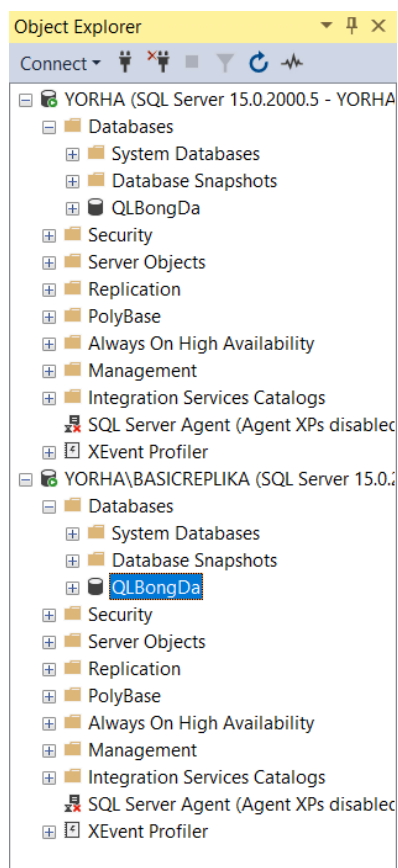 Object Explorer
Connect
YORHA (SQL Server 15.0.2000.5 - YORHA
Databases
System Databases
Database Snapshots
QLBongDa
Security
Server Objects
Replication
PolyBase
Always On High Availability
Management
Integration Services Catalogs
SQL Server Agent (Agent XPs disabled
XEvent Profiler
YORHA\BASICREPLIKA (SQL Server 15.0.2
Databases
System Databases
Database Snapshots
QLBongDa
Security
Server Objects
Replication
PolyBase
Always On High Availability
Management
Integration Services Catalogs
SQL Server Agent (Agent XPs disabled
XEvent Profiler